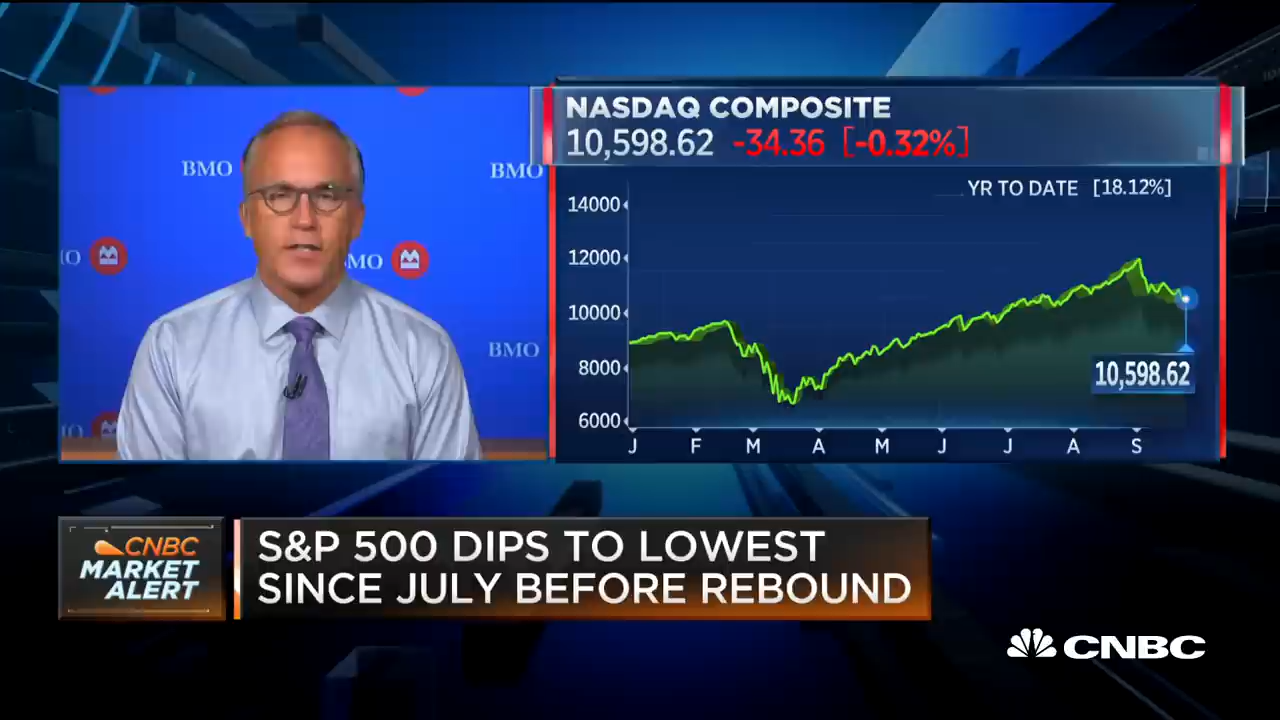 BMO
BMO
MO
MO
BMO
NASDAQ COMPOSITE
10,598.62 -34.36 [-0.32%]
YR TO DATE [18.12%]
14000
12000
10000
8000
6000
10,598.62
J F M A M J J A S
CNBC
MARKET
ALERT
S&P 500 DIPS TO LOWEST
SINCE JULY BEFORE REBOUND
CNBC